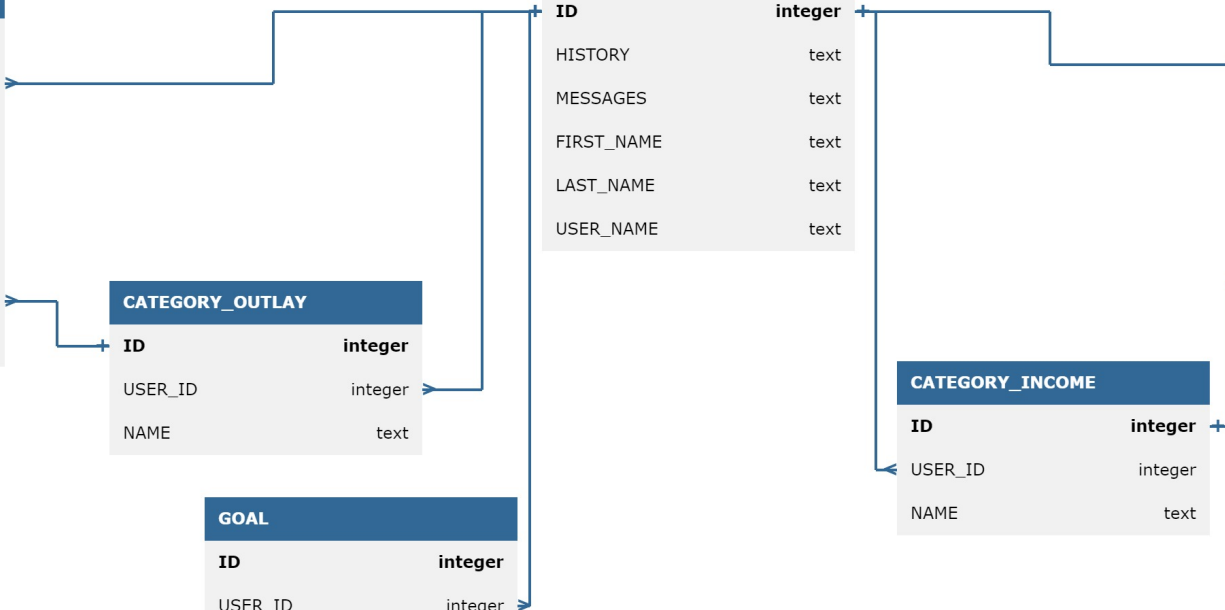 ID integer
HISTORY text
MESSAGES text
FIRST_NAME text
LAST_NAME text
USER_NAME text
CATEGORY_OUTLAY
ID integer
USER_ID integer
NAME text
CATEGORY_INCOME
ID integer
USER_ID integer
NAME text
GOAL
ID integer
USER_ID integer